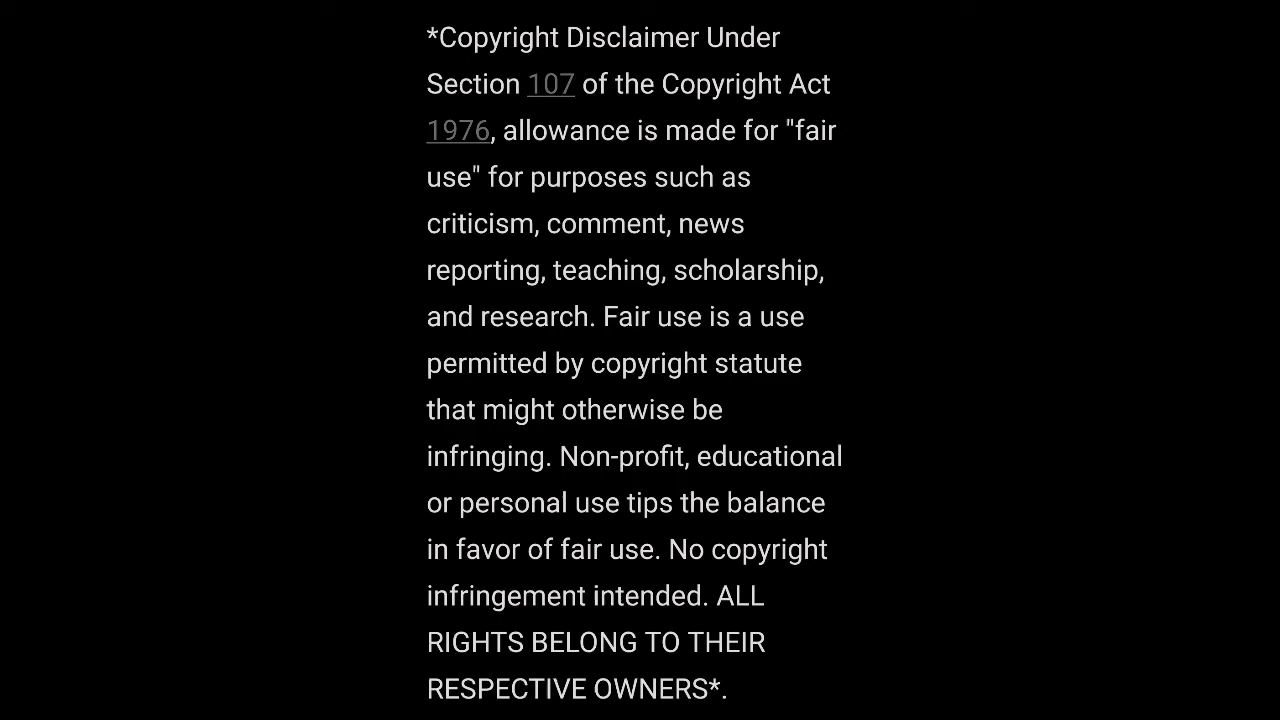 *Copyright Disclaimer Under
Section 107 of the Copyright Act
1976, allowance is made for "fair
use" for purposes such as
criticism, comment, news
reporting, teaching, scholarship,
and research. Fair use is a use
permitted by copyright statute
that might otherwise be
infringing. Non-profit, educational
or personal use tips the balance
in favor of fair use. No copyright
infringement intended. ALL
RIGHTS BELONG TO THEIR
RESPECTIVE OWNERS*.